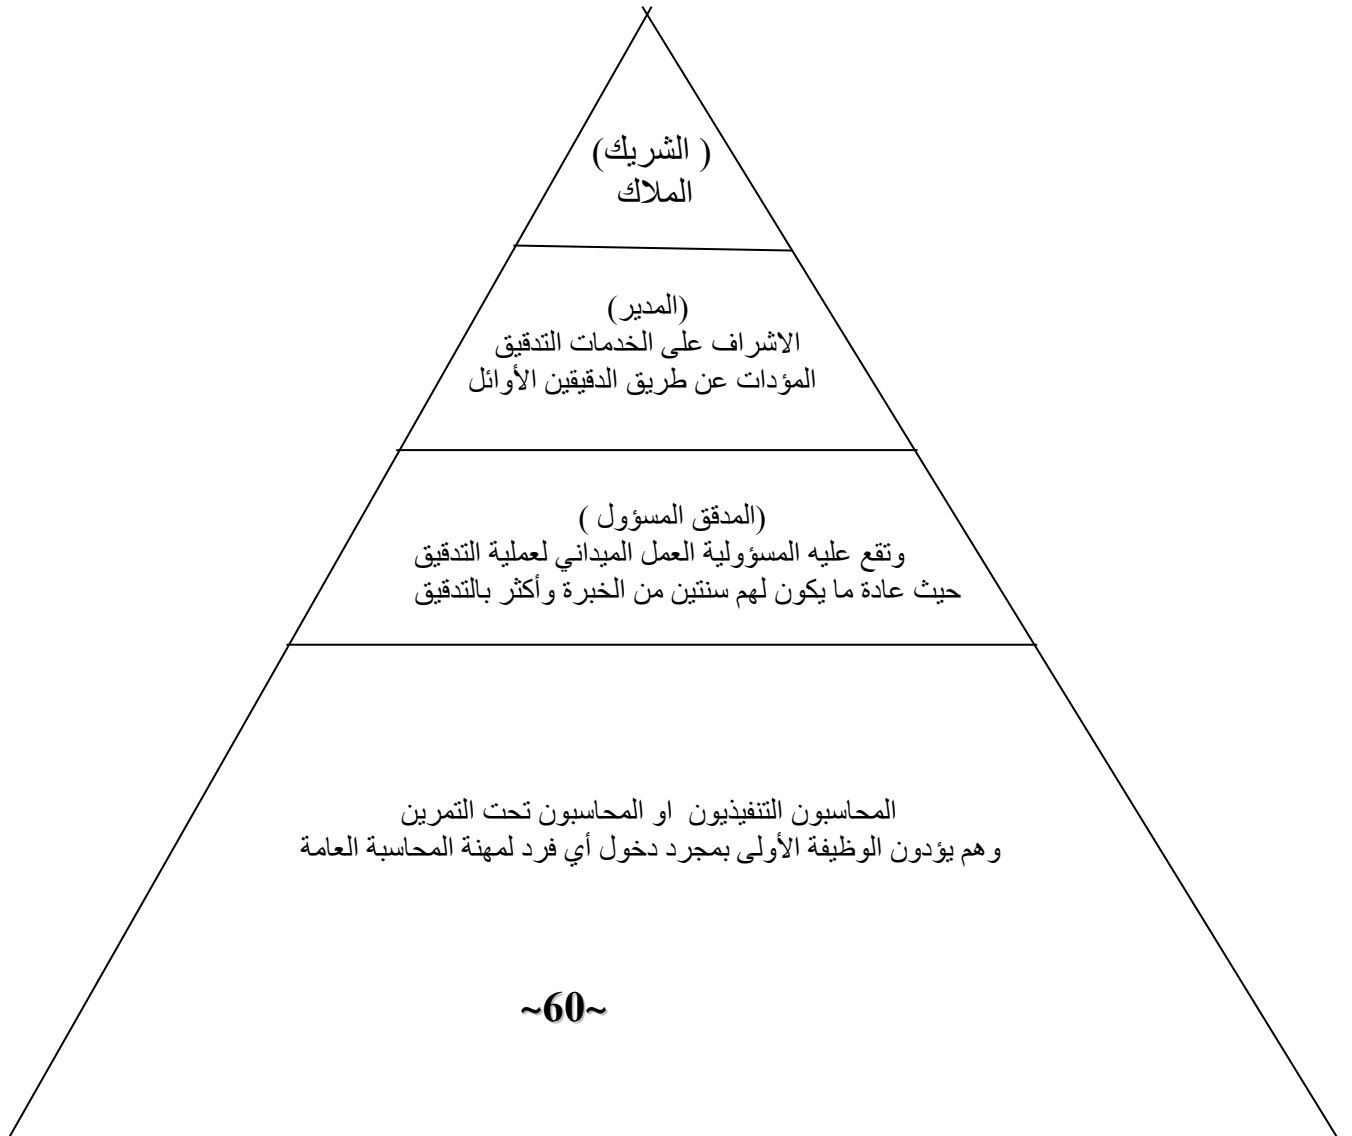 ( الشريك)
الملاك
(المدير)
الاشراف على الخدمات التدقيق
المؤدات عن طريق الدقيقين الأوائل
(المدقق المسؤول )
وتقع عليه المسؤولية العمل الميداني لعملية التدقيق
حيث عادة ما يكون لهم سنتين من الخبرة وأكثر بالتدقيق
المحاسبون التنفيذيون او المحاسبون تحت التمرين
وهم يؤدون الوظيفة الأولى بمجرد دخول أي فرد لمهنة المحاسبة العامة
~60~